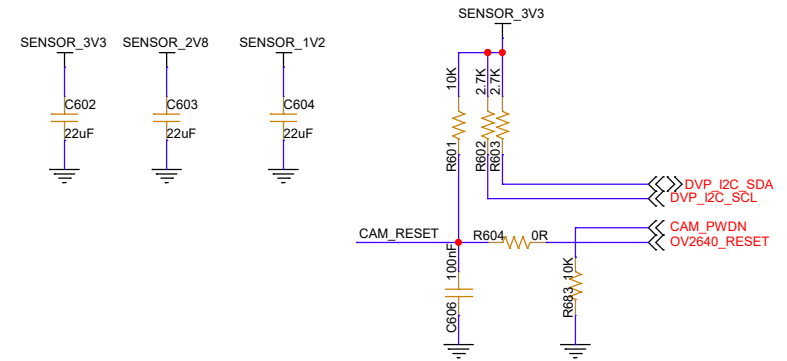 SENSOR_3V3
SENSOR_3V3 SENSOR_2V8 SENSOR_1V2
C602 C603 C604
22uF 22uF 22uF
10K 2.7K 2.7K
R601 R602 R603
DVP_I2C_SDA
DVP_I2C_SCL
CAM_PWDN
CAM_RESET R604 0R OV2640_RESET
100nF
C606
10K
R683